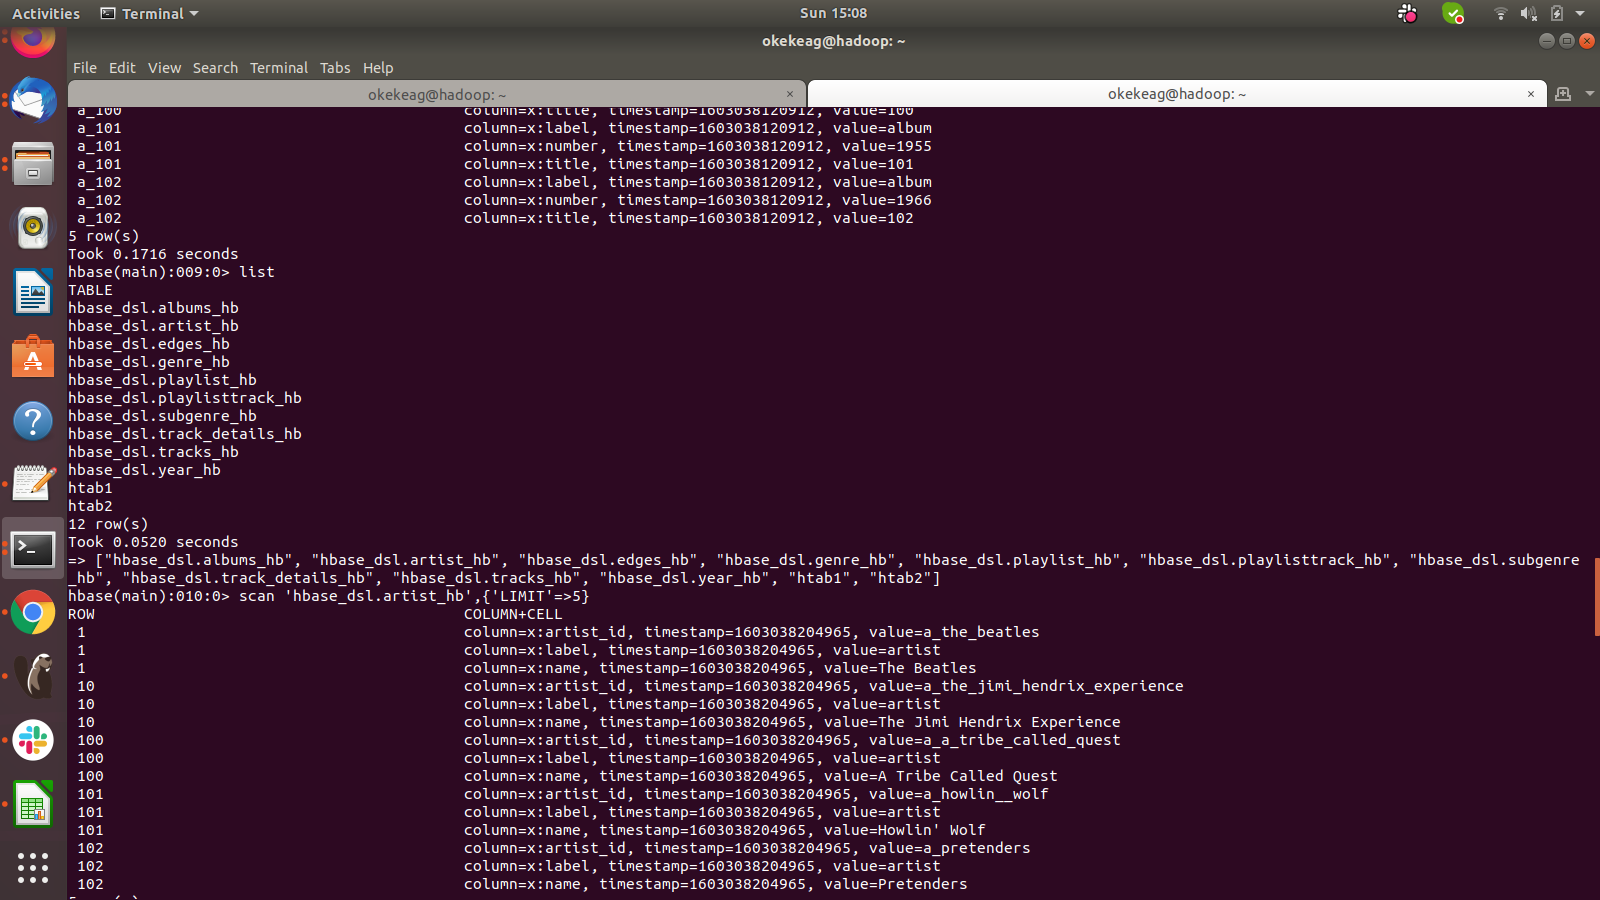 Activities Terminal Sun 15:08
okekeag@hadoop: ~
File Edit View Search Terminal Tabs Help
okekeag@hadoop: ~ × okekeag@hadoop: ~ ×
a_100 column=x:title, timestamp=1603038120912, value=100
a_101 column=x:label, timestamp=1603038120912, value=album
a_101 column=x:number, timestamp=1603038120912, value=1955
a_101 column=x:title, timestamp=1603038120912, value=101
a_102 column=x:label, timestamp=1603038120912, value=album
a_102 column=x:number, timestamp=1603038120912, value=1966
a_102 column=x:title, timestamp=1603038120912, value=102
5 row(s)
Took 0.1716 seconds
hbase(main):009:0> list
TABLE
hbase_dsl.albums_hb
hbase_dsl.artist_hb
hbase_dsl.edges_hb
hbase_dsl.genre_hb
hbase_dsl.playlist_hb
hbase_dsl.playlisttrack_hb
hbase_dsl.subgenre_hb
hbase_dsl.track_details_hb
hbase_dsl.tracks_hb
hbase_dsl.year_hb
htab1
htab2
12 row(s)
Took 0.0520 seconds
=> ["hbase_dsl.albums_hb", "hbase_dsl.artist_hb", "hbase_dsl.edges_hb", "hbase_dsl.genre_hb", "hbase_dsl.playlist_hb", "hbase_dsl.playlisttrack_hb", "hbase_dsl.subgenre
_hb", "hbase_dsl.track_details_hb", "hbase_dsl.tracks_hb", "hbase_dsl.year_hb", "htab1", "htab2"]
hbase(main):010:0> scan 'hbase_dsl.artist_hb',{'LIMIT'=>5}
ROW COLUMN+CELL
1 column=x:artist_id, timestamp=1603038204965, value=a_the_beatles
1 column=x:label, timestamp=1603038204965, value=artist
1 column=x:name, timestamp=1603038204965, value=The Beatles
10 column=x:artist_id, timestamp=1603038204965, value=a_the_jimi_hendrix_experience
10 column=x:label, timestamp=1603038204965, value=artist
10 column=x:name, timestamp=1603038204965, value=The Jimi Hendrix Experience
100 column=x:artist_id, timestamp=1603038204965, value=a_a_tribe_called_quest
100 column=x:label, timestamp=1603038204965, value=artist
100 column=x:name, timestamp=1603038204965, value=A Tribe Called Quest
101 column=x:artist_id, timestamp=1603038204965, value=a_howlin__wolf
101 column=x:label, timestamp=1603038204965, value=artist
101 column=x:name, timestamp=1603038204965, value=Howlin' Wolf
102 column=x:artist_id, timestamp=1603038204965, value=a_pretenders
102 column=x:label, timestamp=1603038204965, value=artist
102 column=x:name, timestamp=1603038204965, value=Pretenders